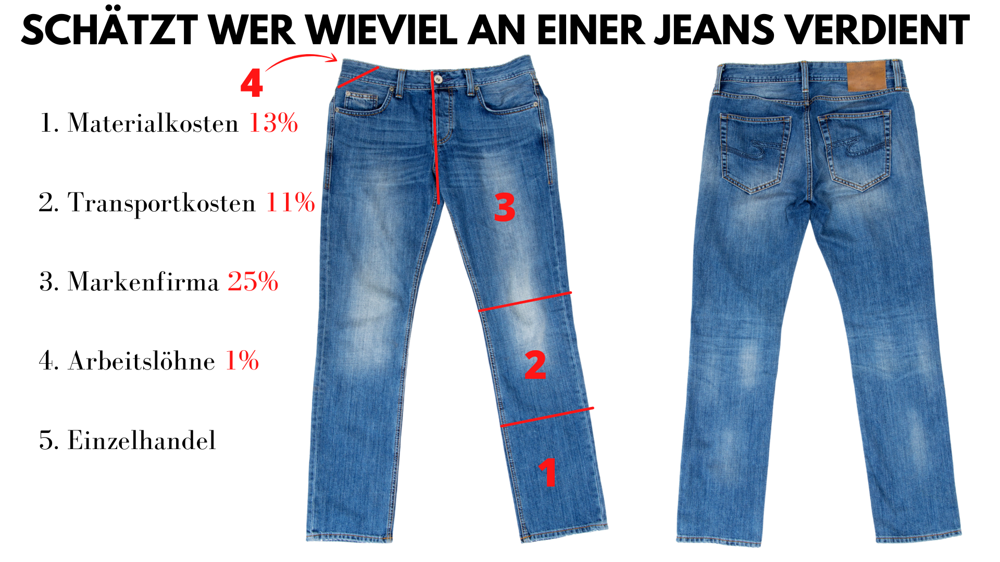 SCHÄTZT WER WIEVIEL AN EINER JEANS VERDIENT
4
1. Materialkosten 13%
2. Transportkosten 11%
3
3. Markenfirma 25%
4. Arbeitslöhne 1%
2
5. Einzelhandel
1